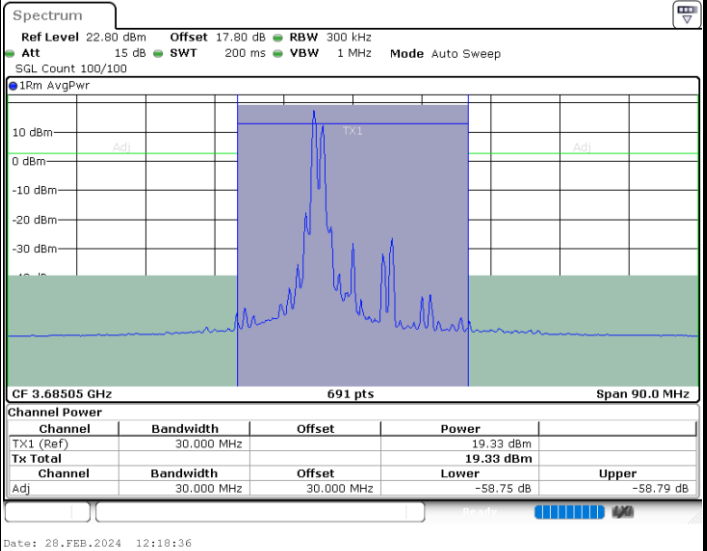 Spectrum
Ref Level 22.80 dBm Offset 17.80 dB RBW 300 kHz
Att 15 dB SWT 200 ms VBW 1 MHz Mode Auto Sweep
SGL Count 100/100
1Rm AvgPwr
TX1
10 dBm
Adj Adj
0 dBm
-10 dBm
-20 dBm
-30 dBm
CF 3.68505 GHz 691 pts Span 90.0 MHz
Channel Power
Channel Bandwidth Offset Power
TX1 (Ref) 30.000 MHz 19.33 dBm
Tx Total 19.33 dBm
Channel Bandwidth Offset Lower Upper
Adj 30.000 MHz 30.000 MHz -58.75 dB -58.79 dB
Ready
Date: 28.FEB.2024 12:18:36